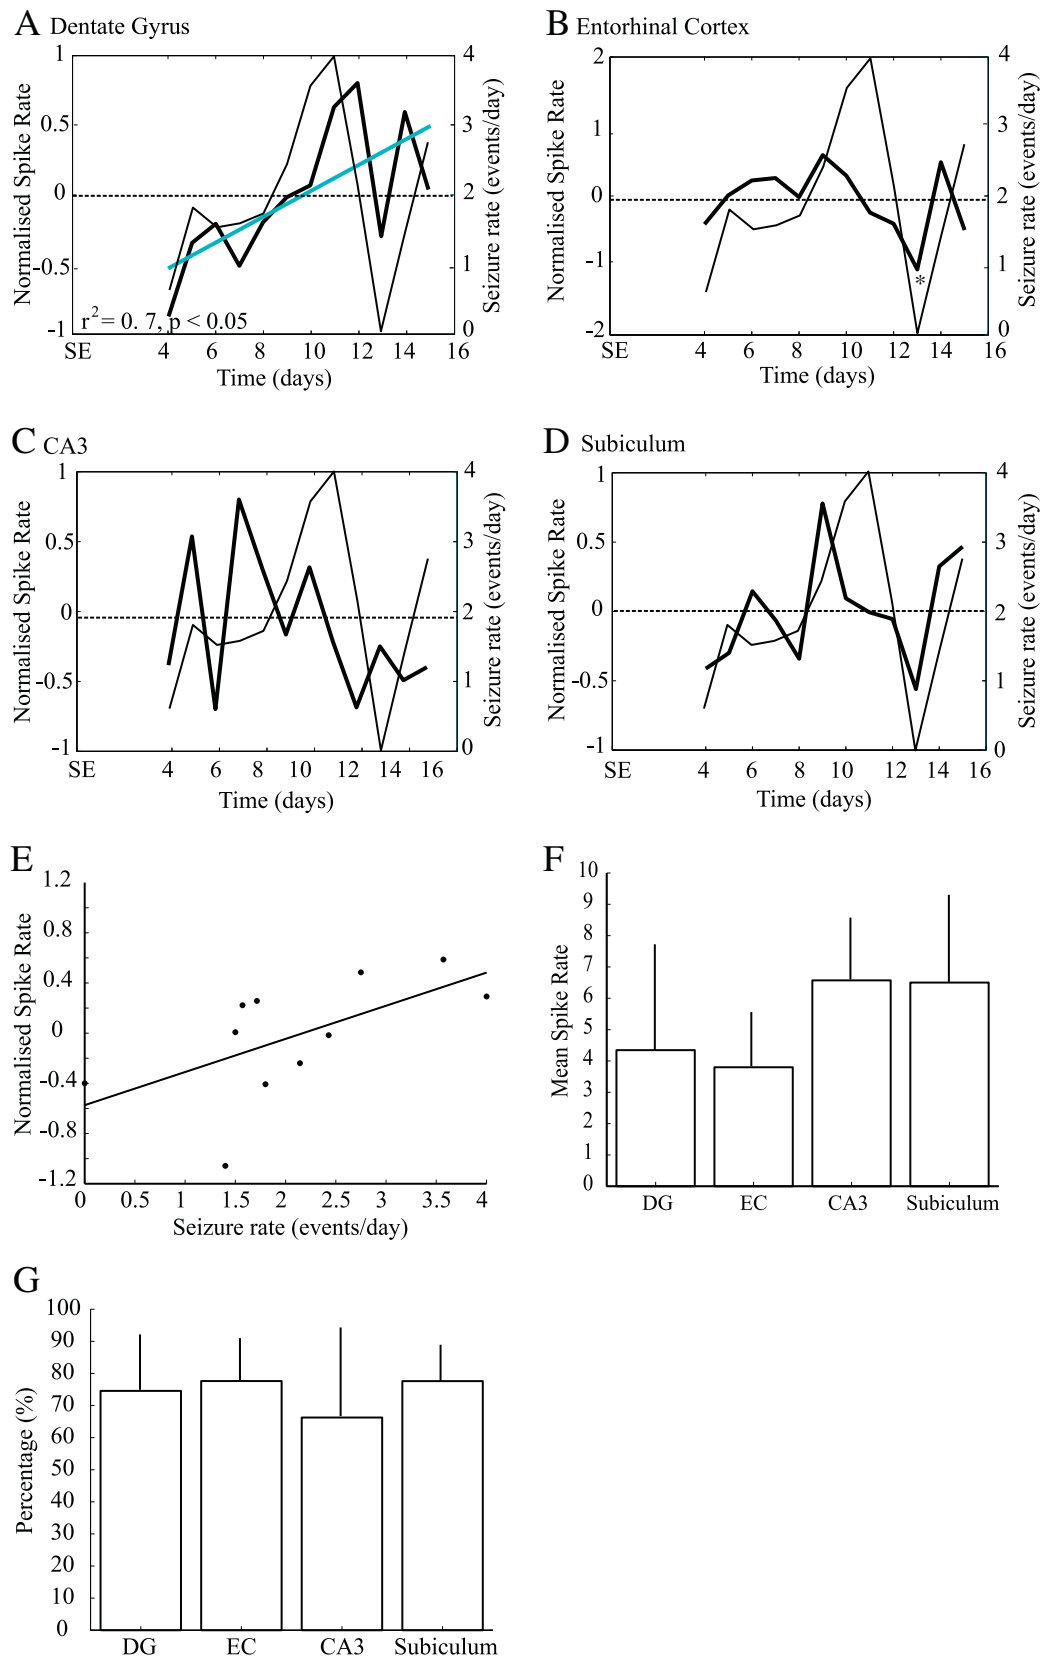 A Dentate Gyrus
Normalised Spike Rate
1
0.5
0
-0.5
-1
4
3
2
1
0
Seizure rate (events/day)
r2= 0. 7, p < 0.05
SE 4 6 8 10 12 14 16
Time (days)
B Entorhinal Cortex
Normalised Spike Rate
2
1
0
-1
-2
4
3
2
1
0
Seizure rate (events/day)
*
SE 4 6 8 10 12 14 16
Time (days)
C CA3
Normalised Spike Rate
1
0.5
0
-0.5
-1
4
3
2
1
0
Seizure rate (events/day)
SE 4 6 8 10 12 14 16
Time (days)
D Subiculum
Normalised Spike Rate
1
0.5
0
-0.5
-1
4
3
2
1
0
Seizure rate (events/day)
SE 4 6 8 10 12 14 16
Time (days)
E
Normalised Spike Rate
1.2
0.8
0.4
0
-0.4
-0.8
-1.2
0 0.5 1 1.5 2 2.5 3 3.5 4
Seizure rate (events/day)
F
Mean Spike Rate
10
9
8
7
6
5
4
3
2
1
0
DG EC CA3 Subiculum
G
Percentage (%)
100
90
80
70
60
50
40
30
20
10
0
DG EC CA3 Subiculum